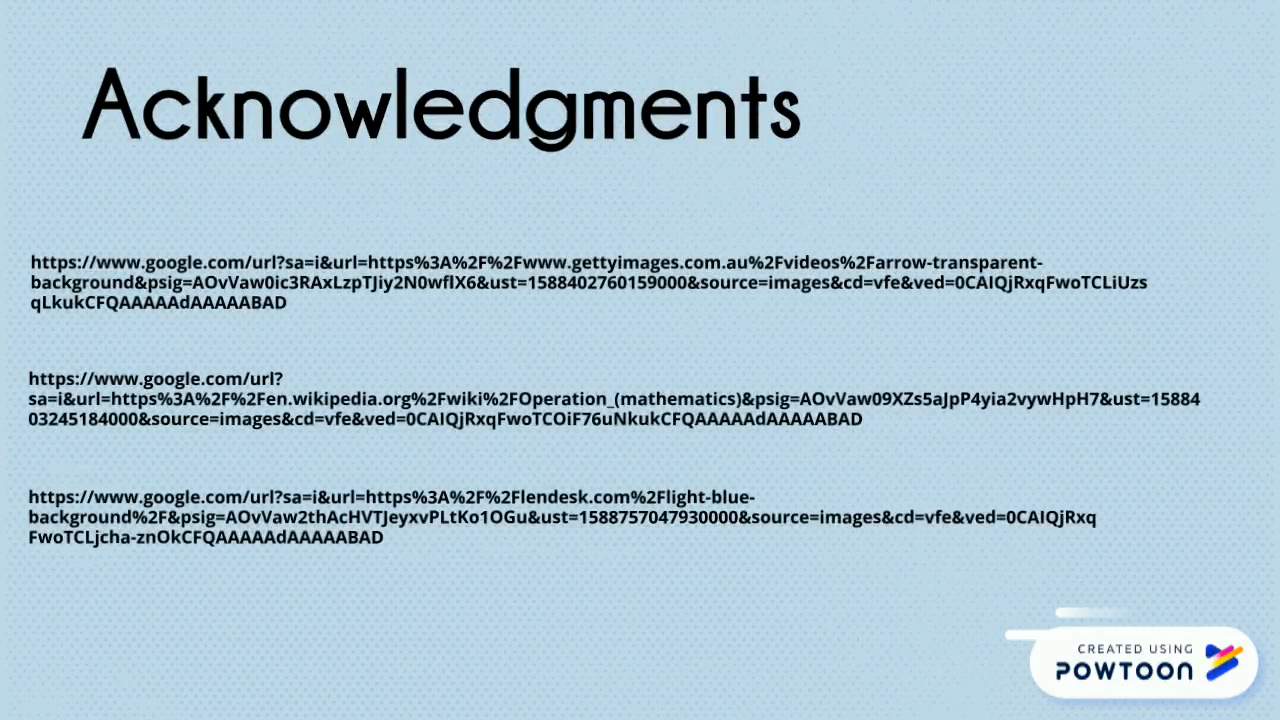 Acknowledgments
https://www.google.com/url?sa=i&url=https%3A%2F%2Fwww.gettyimages.com.au%2Fvideos%2Farrow-transparent-
background&psig=AOvVaw0ic3RAxLzpTJiy2N0wflX6&ust=1588402760159000&source=images&cd=vfe&ved=0CAIQjRxqFwoTCLiUzs
qLkukCFQAAAAAdAAAAABAD
https://www.google.com/url?
sa=i&url=https%3A%2F%2Fen.wikipedia.org%2Fwiki%2FOperation_(mathematics)&psig=AOvVaw09XZs5aJpP4yia2vywHpH7&ust=15884
03245184000&source=images&cd=vfe&ved=0CAIQjRxqFwoTCOiF76uNkukCFQAAAAAdAAAAABAD
https://www.google.com/url?sa=i&url=https%3A%2F%2Flendesk.com%2Flight-blue-
background%2F&psig=AOvVaw2thAcHVTJeyxvPLtKo1OGu&ust=1588757047930000&source=images&cd=vfe&ved=0CAIQjRxq
FwoTCLjcha-znOkCFQAAAAAdAAAAABAD
CREATED USING
POWTOON